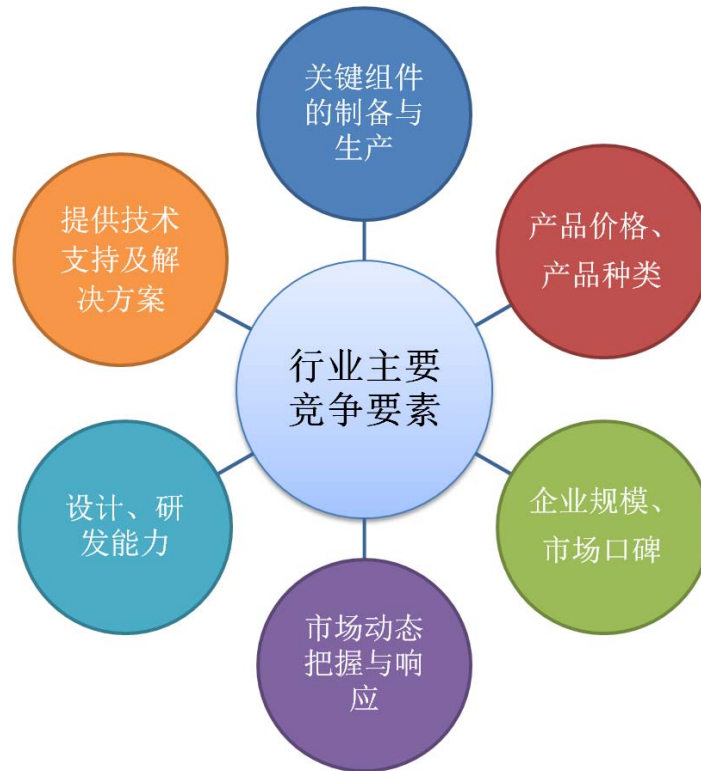 关键组件
的制备与
生产
产品价格、
产品种类
企业规模、
市场口碑
市场动态
把握与响
应
设计、研
发能力
提供技术
支持及解
决方案
行业主要
竞争要素